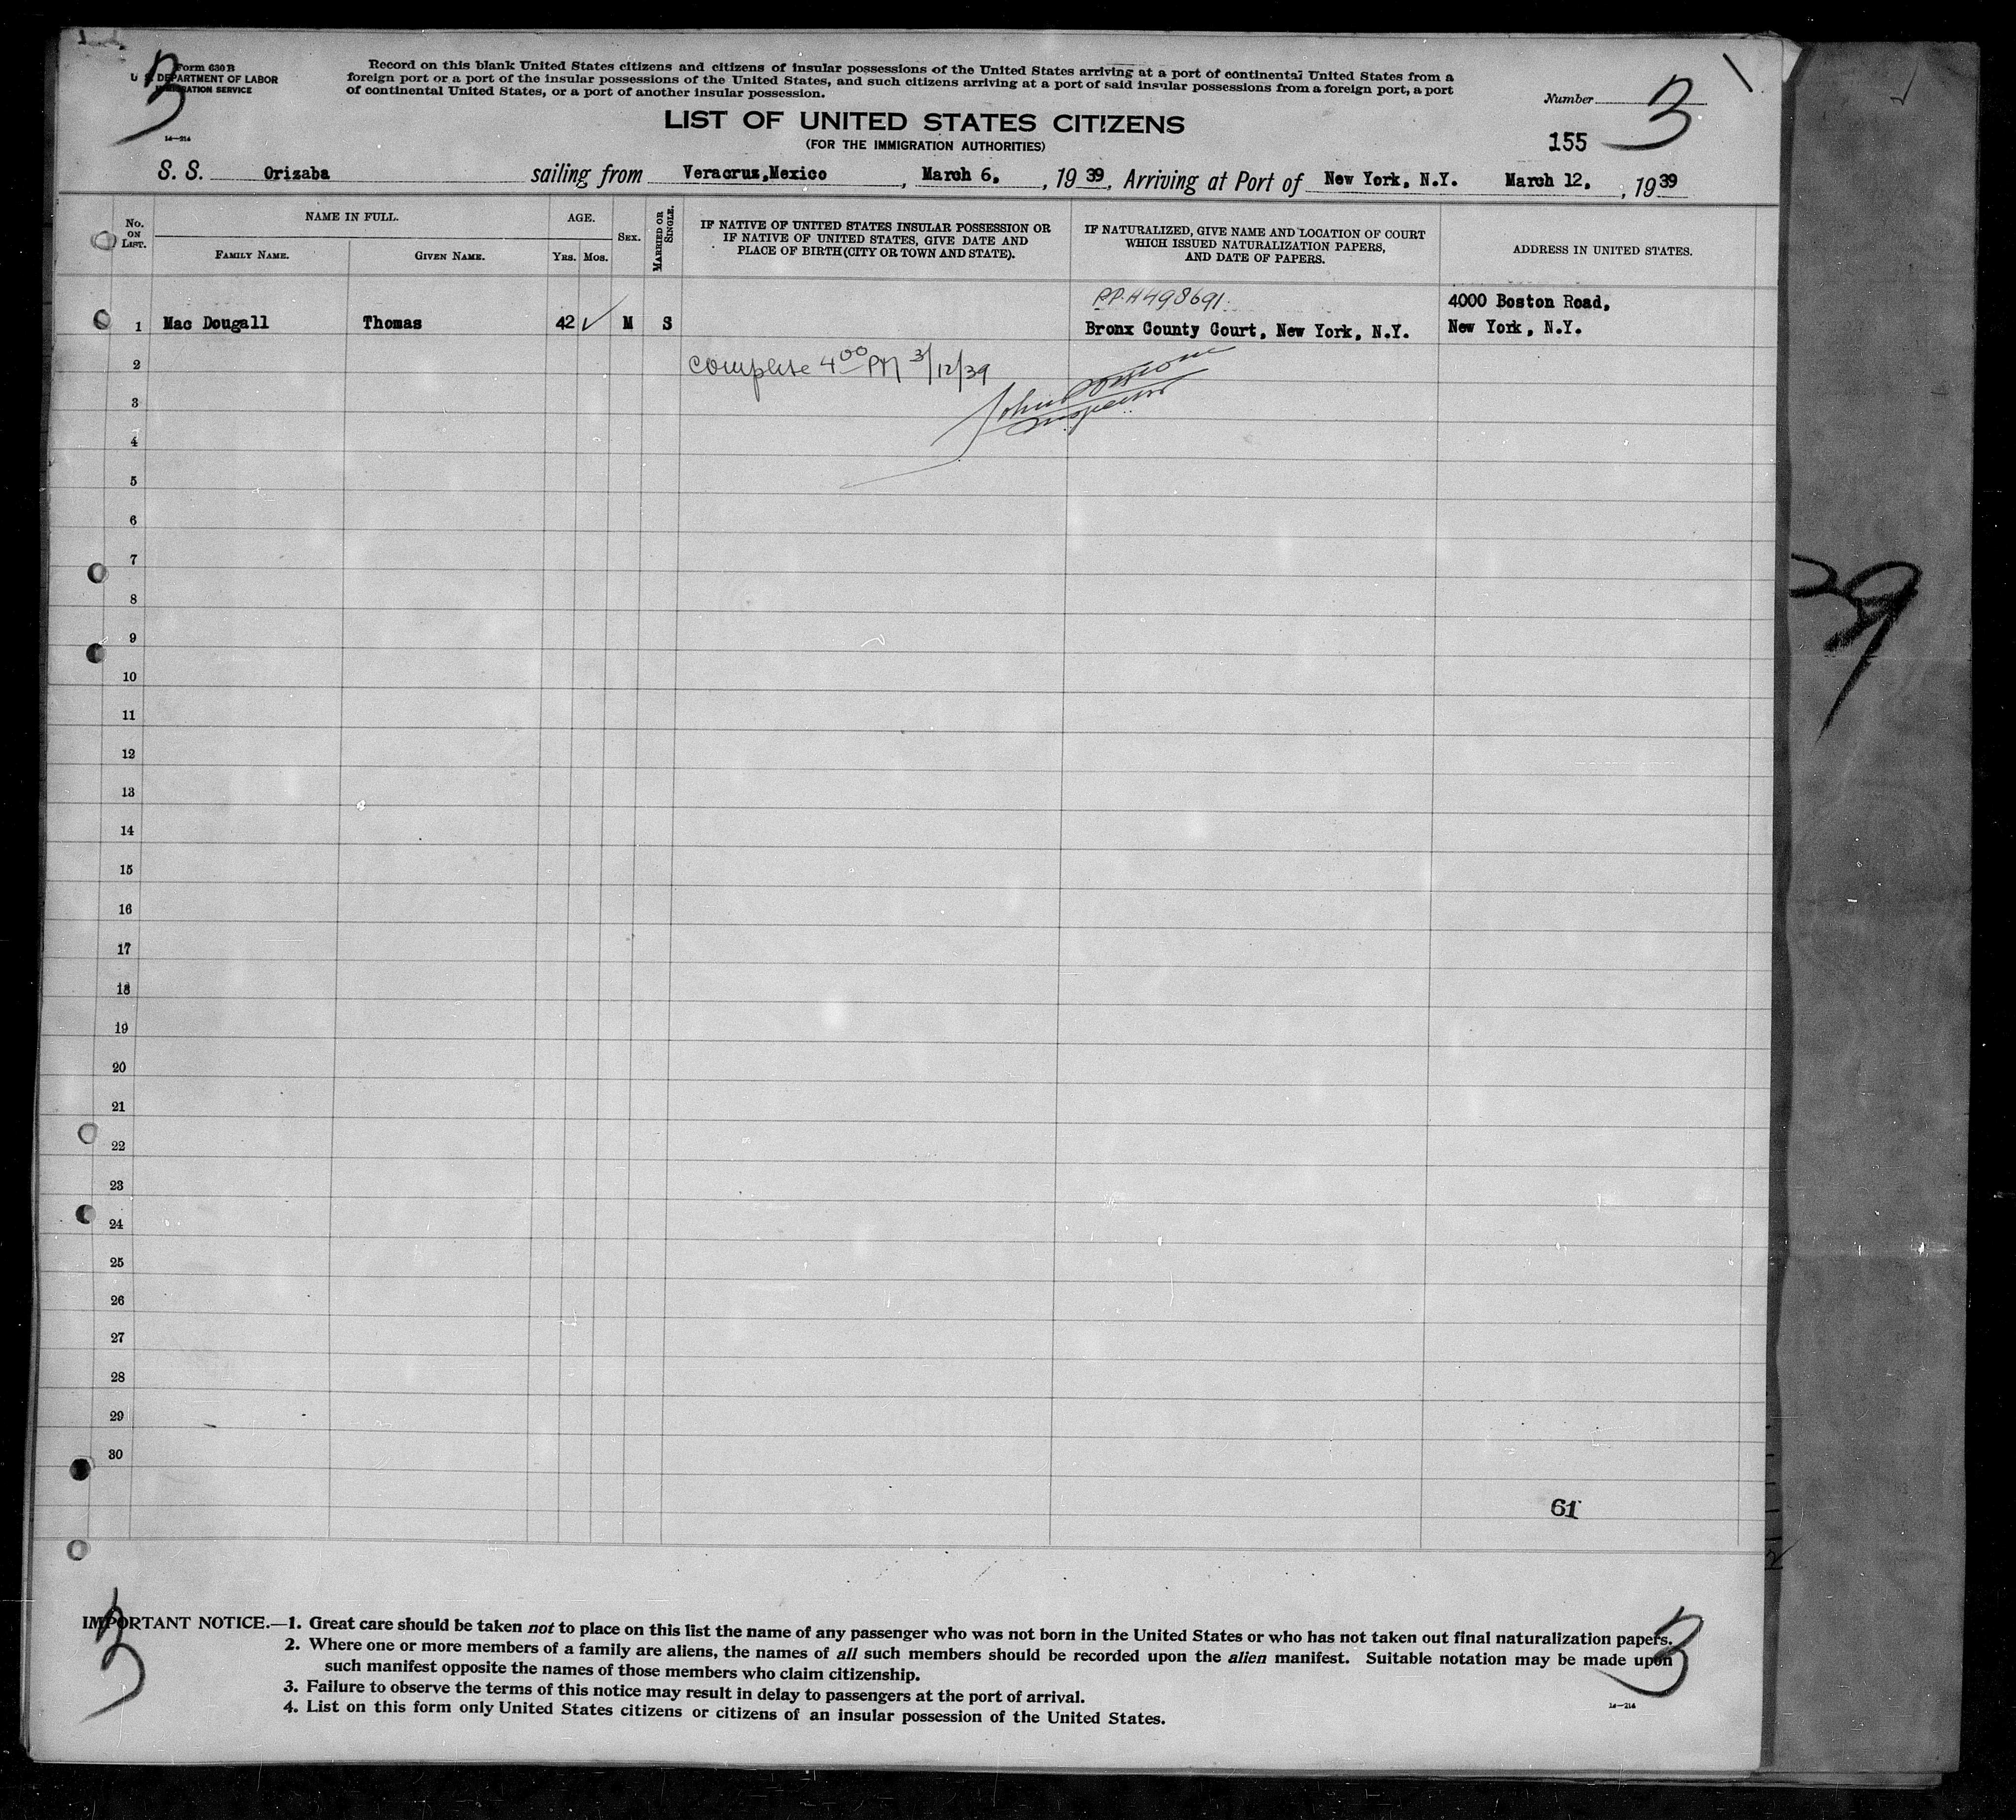 Form 630 B
U. S. DEPARTMENT OF LABOR
IMMIGRATION SERVICE
14—214
3
Record on this blank United States citizens and citizens of insular possessions of the United States arriving at a port of continental United States from a
foreign port or a port of the insular possessions of the United States, and such citizens arriving at a port of said insular possessions from a foreign port, a port
of continental United States, or a port of another insular possession.
Number 3
LIST OF UNITED STATES CITIZENS
(FOR THE IMMIGRATION AUTHORITIES)
155
S. S. Orizaba sailing from Veracruz, Mexico, March 6, , 1939, Arriving at Port of New York, N.Y. March 12, , 1939
No. ON LIST.
NAME IN FULL.
FAMILY NAME.
GIVEN NAME.
AGE.
YRS. MOS.
SEX.
MARRIED OR SINGLE.
IF NATIVE OF UNITED STATES INSULAR POSSESSION OR
IF NATIVE OF UNITED STATES, GIVE DATE AND
PLACE OF BIRTH (CITY OR TOWN AND STATE).
IF NATURALIZED, GIVE NAME AND LOCATION OF COURT
WHICH ISSUED NATURALIZATION PAPERS,
AND DATE OF PAPERS.
ADDRESS IN UNITED STATES.
PP.#498691
4000 Boston Road,
1 Mac Dougall Thomas 42 ✓ M S Bronx County Court, New York, N.Y. New York, N.Y.
2 Complete 4 00 PM 3/12/39
John
Inspector
3
4
5
6
7
8
9
10
11
12
13
14
15
16
17
18
19
20
21
22
23
24
25
26
27
28
29
30
61
29
IMPORTANT NOTICE.—1. Great care should be taken not to place on this list the name of any passenger who was not born in the United States or who has not taken out final naturalization papers.
2. Where one or more members of a family are aliens, the names of all such members should be recorded upon the alien manifest. Suitable notation may be made upon
such manifest opposite the names of those members who claim citizenship.
3. Failure to observe the terms of this notice may result in delay to passengers at the port of arrival.
4. List on this form only United States citizens or citizens of an insular possession of the United States.
14—214
3
3